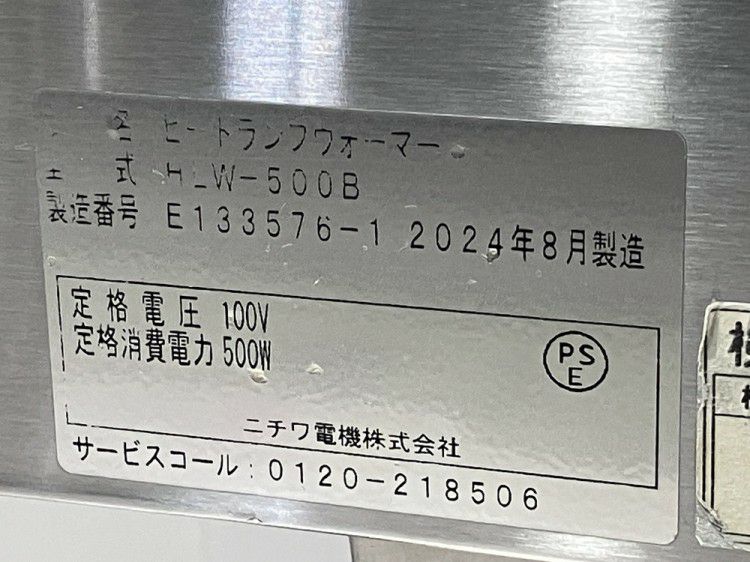 名 ヒートランプウォーマー
型 式 HLW-500B
製造番号 E133576-1 2024年8月製造
定格電圧 100V
定格消費電力 500W
PS
E
ニチワ電機株式会社
サービスコール：0120-218506